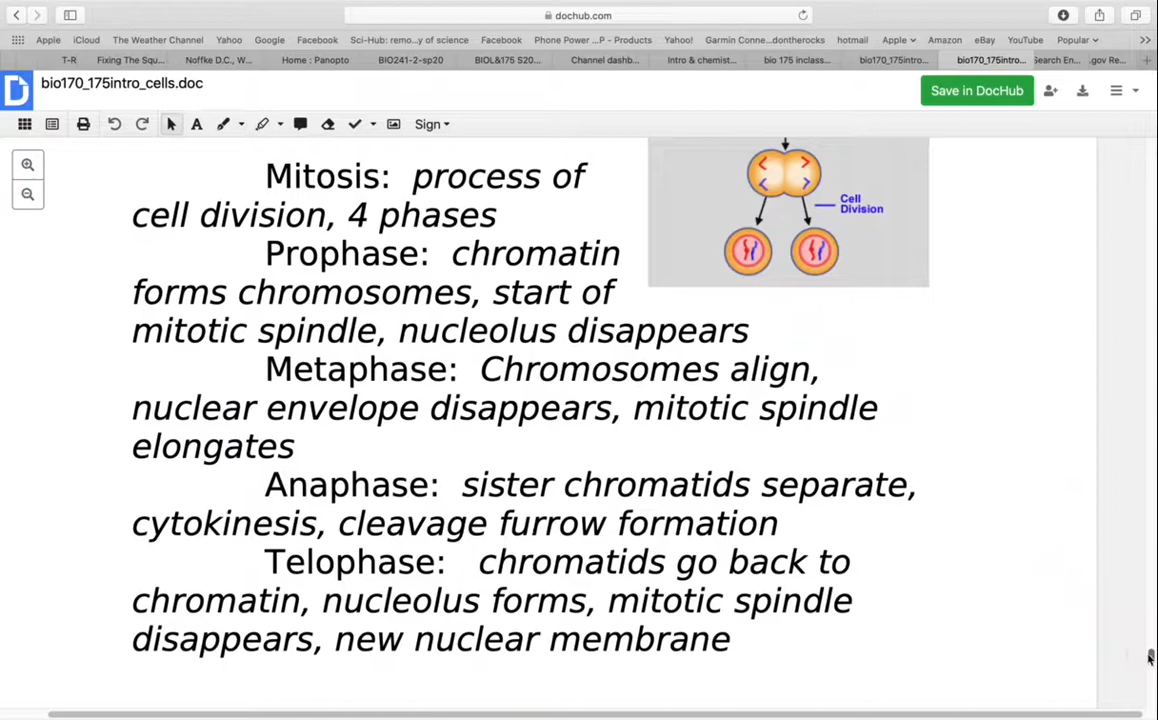 dochub.com
Apple iCloud The Weather Channel Yahoo Google Facebook Sci-Hub: remo...y of science Facebook Phone Power ...P - Products Yahoo! Garmin Conne...dontherocks hotmail Apple Amazon eBay YouTube Popular
T-R Fixing The Squ... Noffke D.C., W... Home : Panopto BIO241-2-sp20 BIOL&175 S20... Channel dashb... Intro & chemist... bio 175 inclass... bio170_175intro... bio170_175intro... Search En... .gov Re...
bio170_175intro_cells.doc
Save in DocHub
A Sign
Cell
Division
Mitosis: process of
cell division, 4 phases
Prophase: chromatin
forms chromosomes, start of
mitotic spindle, nucleolus disappears
Metaphase: Chromosomes align,
nuclear envelope disappears, mitotic spindle
elongates
Anaphase: sister chromatids separate,
cytokinesis, cleavage furrow formation
Telophase: chromatids go back to
chromatin, nucleolus forms, mitotic spindle
disappears, new nuclear membrane